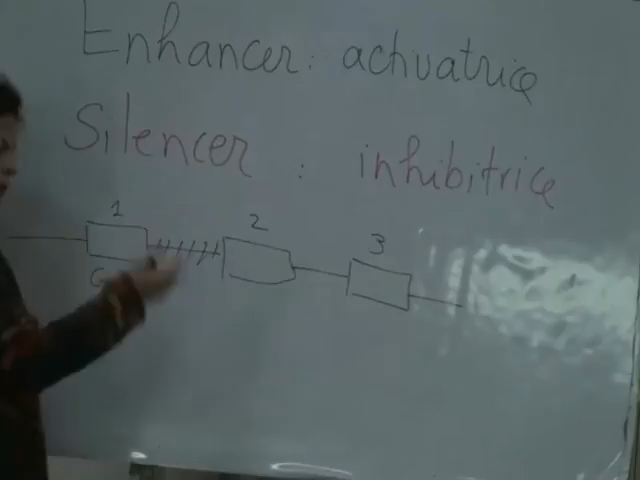 Enhancer : activatrice
Silencer : inhibitrice
1 2 3
G